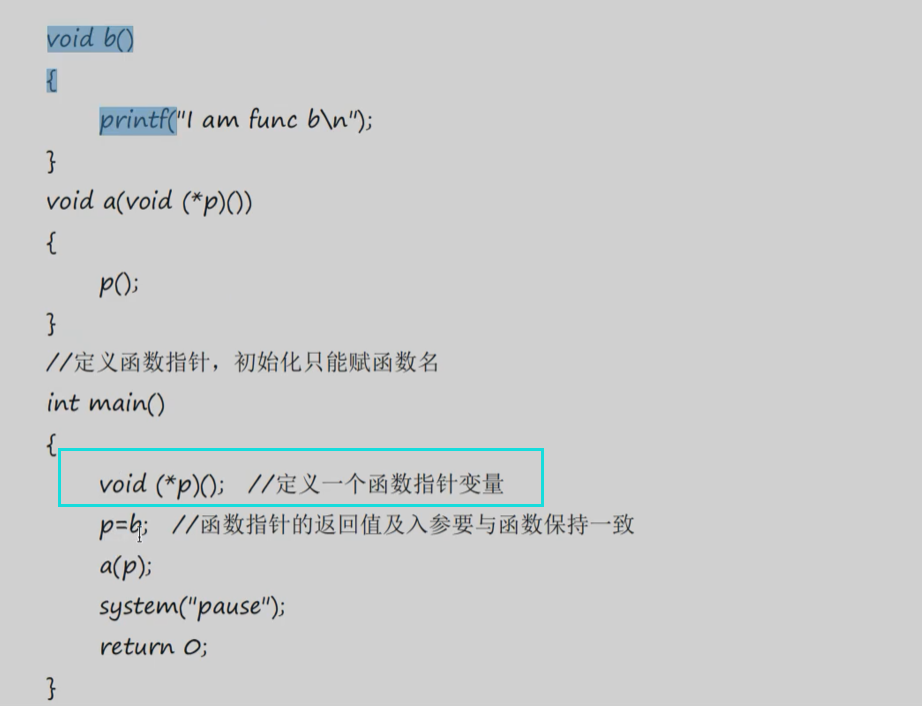 void b()
{
printf("I am func b\n");
}
void a(void (*p)())
{
p();
}
//定义函数指针，初始化只能赋函数名
int main()
{
void (*p)(); //定义一个函数指针变量
p=b; //函数指针的返回值及入参要与函数保持一致
a(p);
system("pause");
return 0;
}